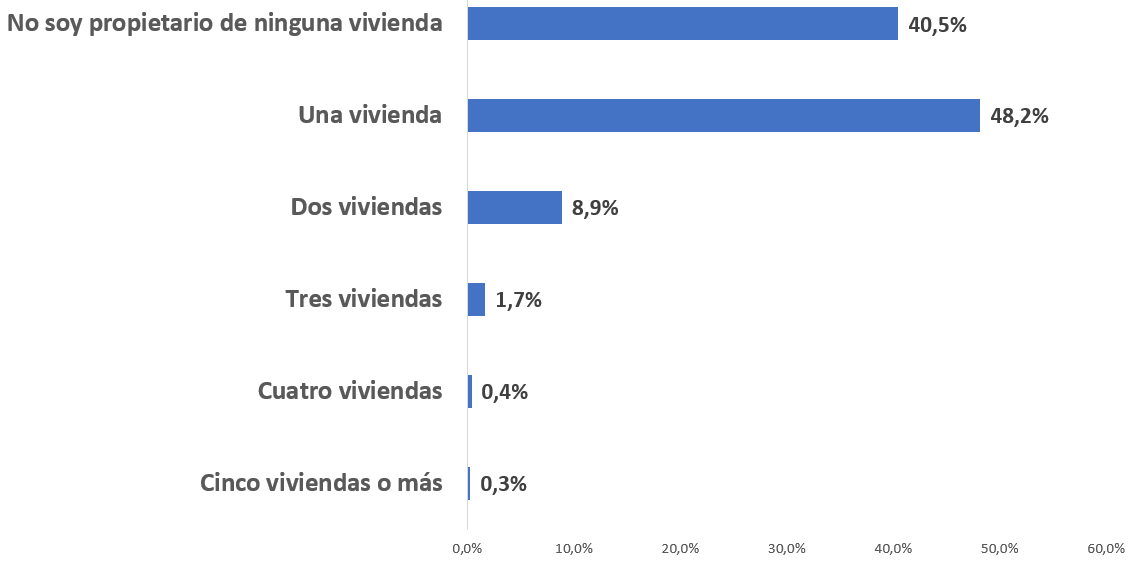 No soy propietario de ninguna vivienda 40,5%
Una vivienda 48,2%
Dos viviendas 8,9%
Tres viviendas 1,7%
Cuatro viviendas 0,4%
Cinco viviendas o más 0,3%
0,0% 10,0% 20,0% 30,0% 40,0% 50,0% 60,0%